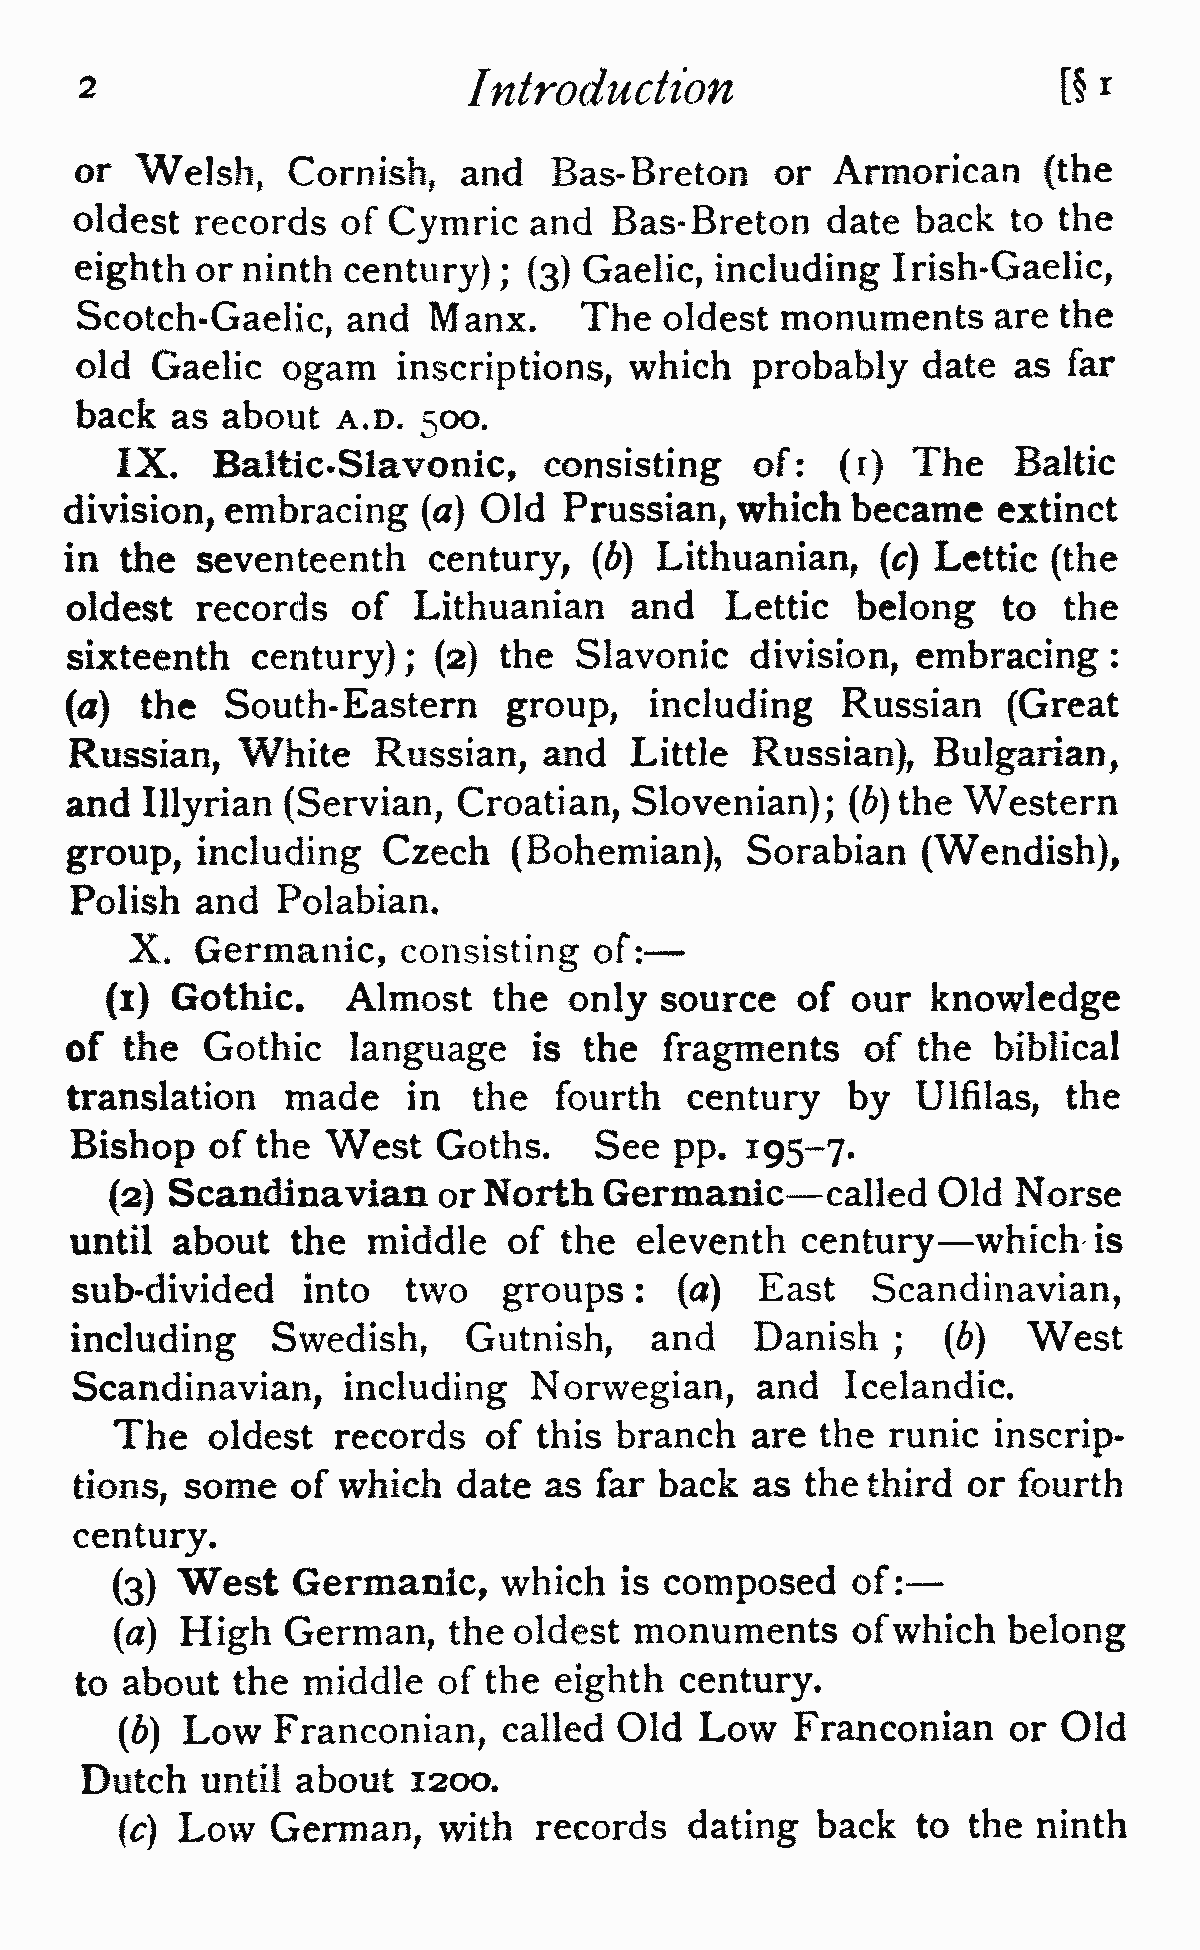 2 Introduction [§ 1
or Welsh, Cornish, and Bas-Breton or Armorican (the
oldest records of Cymric and Bas-Breton date back to the
eighth or ninth century); (3) Gaelic, including Irish-Gaelic,
Scotch-Gaelic, and Manx. The oldest monuments are the
old Gaelic ogam inscriptions, which probably date as far
back as about A.D. 500.
IX. Baltic-Slavonic, consisting of: (1) The Baltic
division, embracing (a) Old Prussian, which became extinct
in the seventeenth century, (b) Lithuanian, (c) Lettic (the
oldest records of Lithuanian and Lettic belong to the
sixteenth century); (2) the Slavonic division, embracing:
(a) the South-Eastern group, including Russian (Great
Russian, White Russian, and Little Russian), Bulgarian,
and Illyrian (Servian, Croatian, Slovenian); (b) the Western
group, including Czech (Bohemian), Sorabian (Wendish),
Polish and Polabian.
X. Germanic, consisting of:—
(1) Gothic. Almost the only source of our knowledge
of the Gothic language is the fragments of the biblical
translation made in the fourth century by Ulfilas, the
Bishop of the West Goths. See pp. 195-7.
(2) Scandinavian or North Germanic—called Old Norse
until about the middle of the eleventh century—which is
sub-divided into two groups: (a) East Scandinavian,
including Swedish, Gutnish, and Danish; (b) West
Scandinavian, including Norwegian, and Icelandic.
The oldest records of this branch are the runic inscrip-
tions, some of which date as far back as the third or fourth
century.
(3) West Germanic, which is composed of:—
(a) High German, the oldest monuments of which belong
to about the middle of the eighth century.
(b) Low Franconian, called Old Low Franconian or Old
Dutch until about 1200.
(c) Low German, with records dating back to the ninth